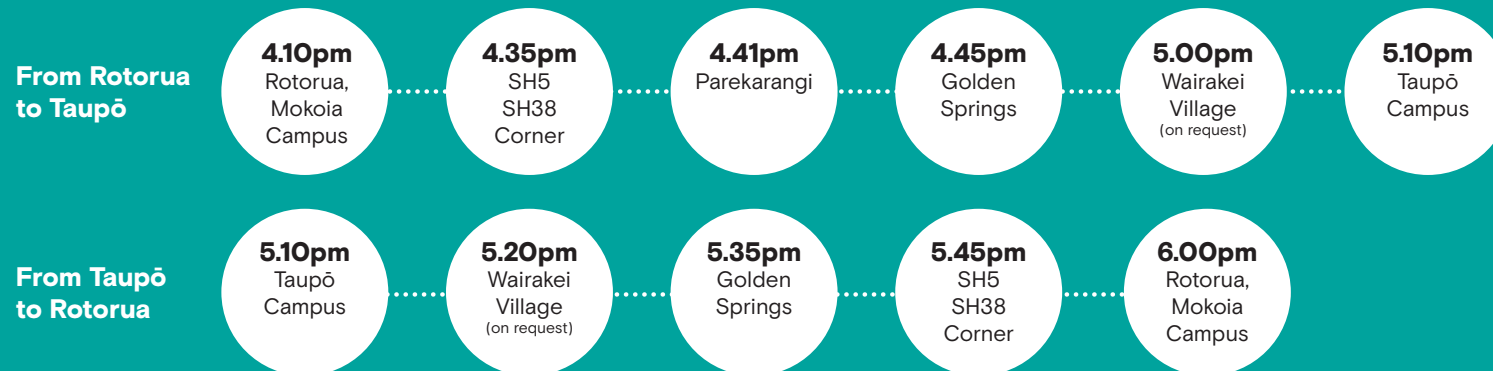 From Rotorua
to Taupō
4.10pm
Rotorua,
Mokoia
Campus
4.35pm
SH5
SH38
Corner
4.41pm
Parekarangi
4.45pm
Golden
Springs
5.00pm
Wairakei
Village
(on request)
5.10pm
Taupō
Campus
From Taupō
to Rotorua
5.10pm
Taupō
Campus
5.20pm
Wairakei
Village
(on request)
5.35pm
Golden
Springs
5.45pm
SH5
SH38
Corner
6.00pm
Rotorua,
Mokoia
Campus